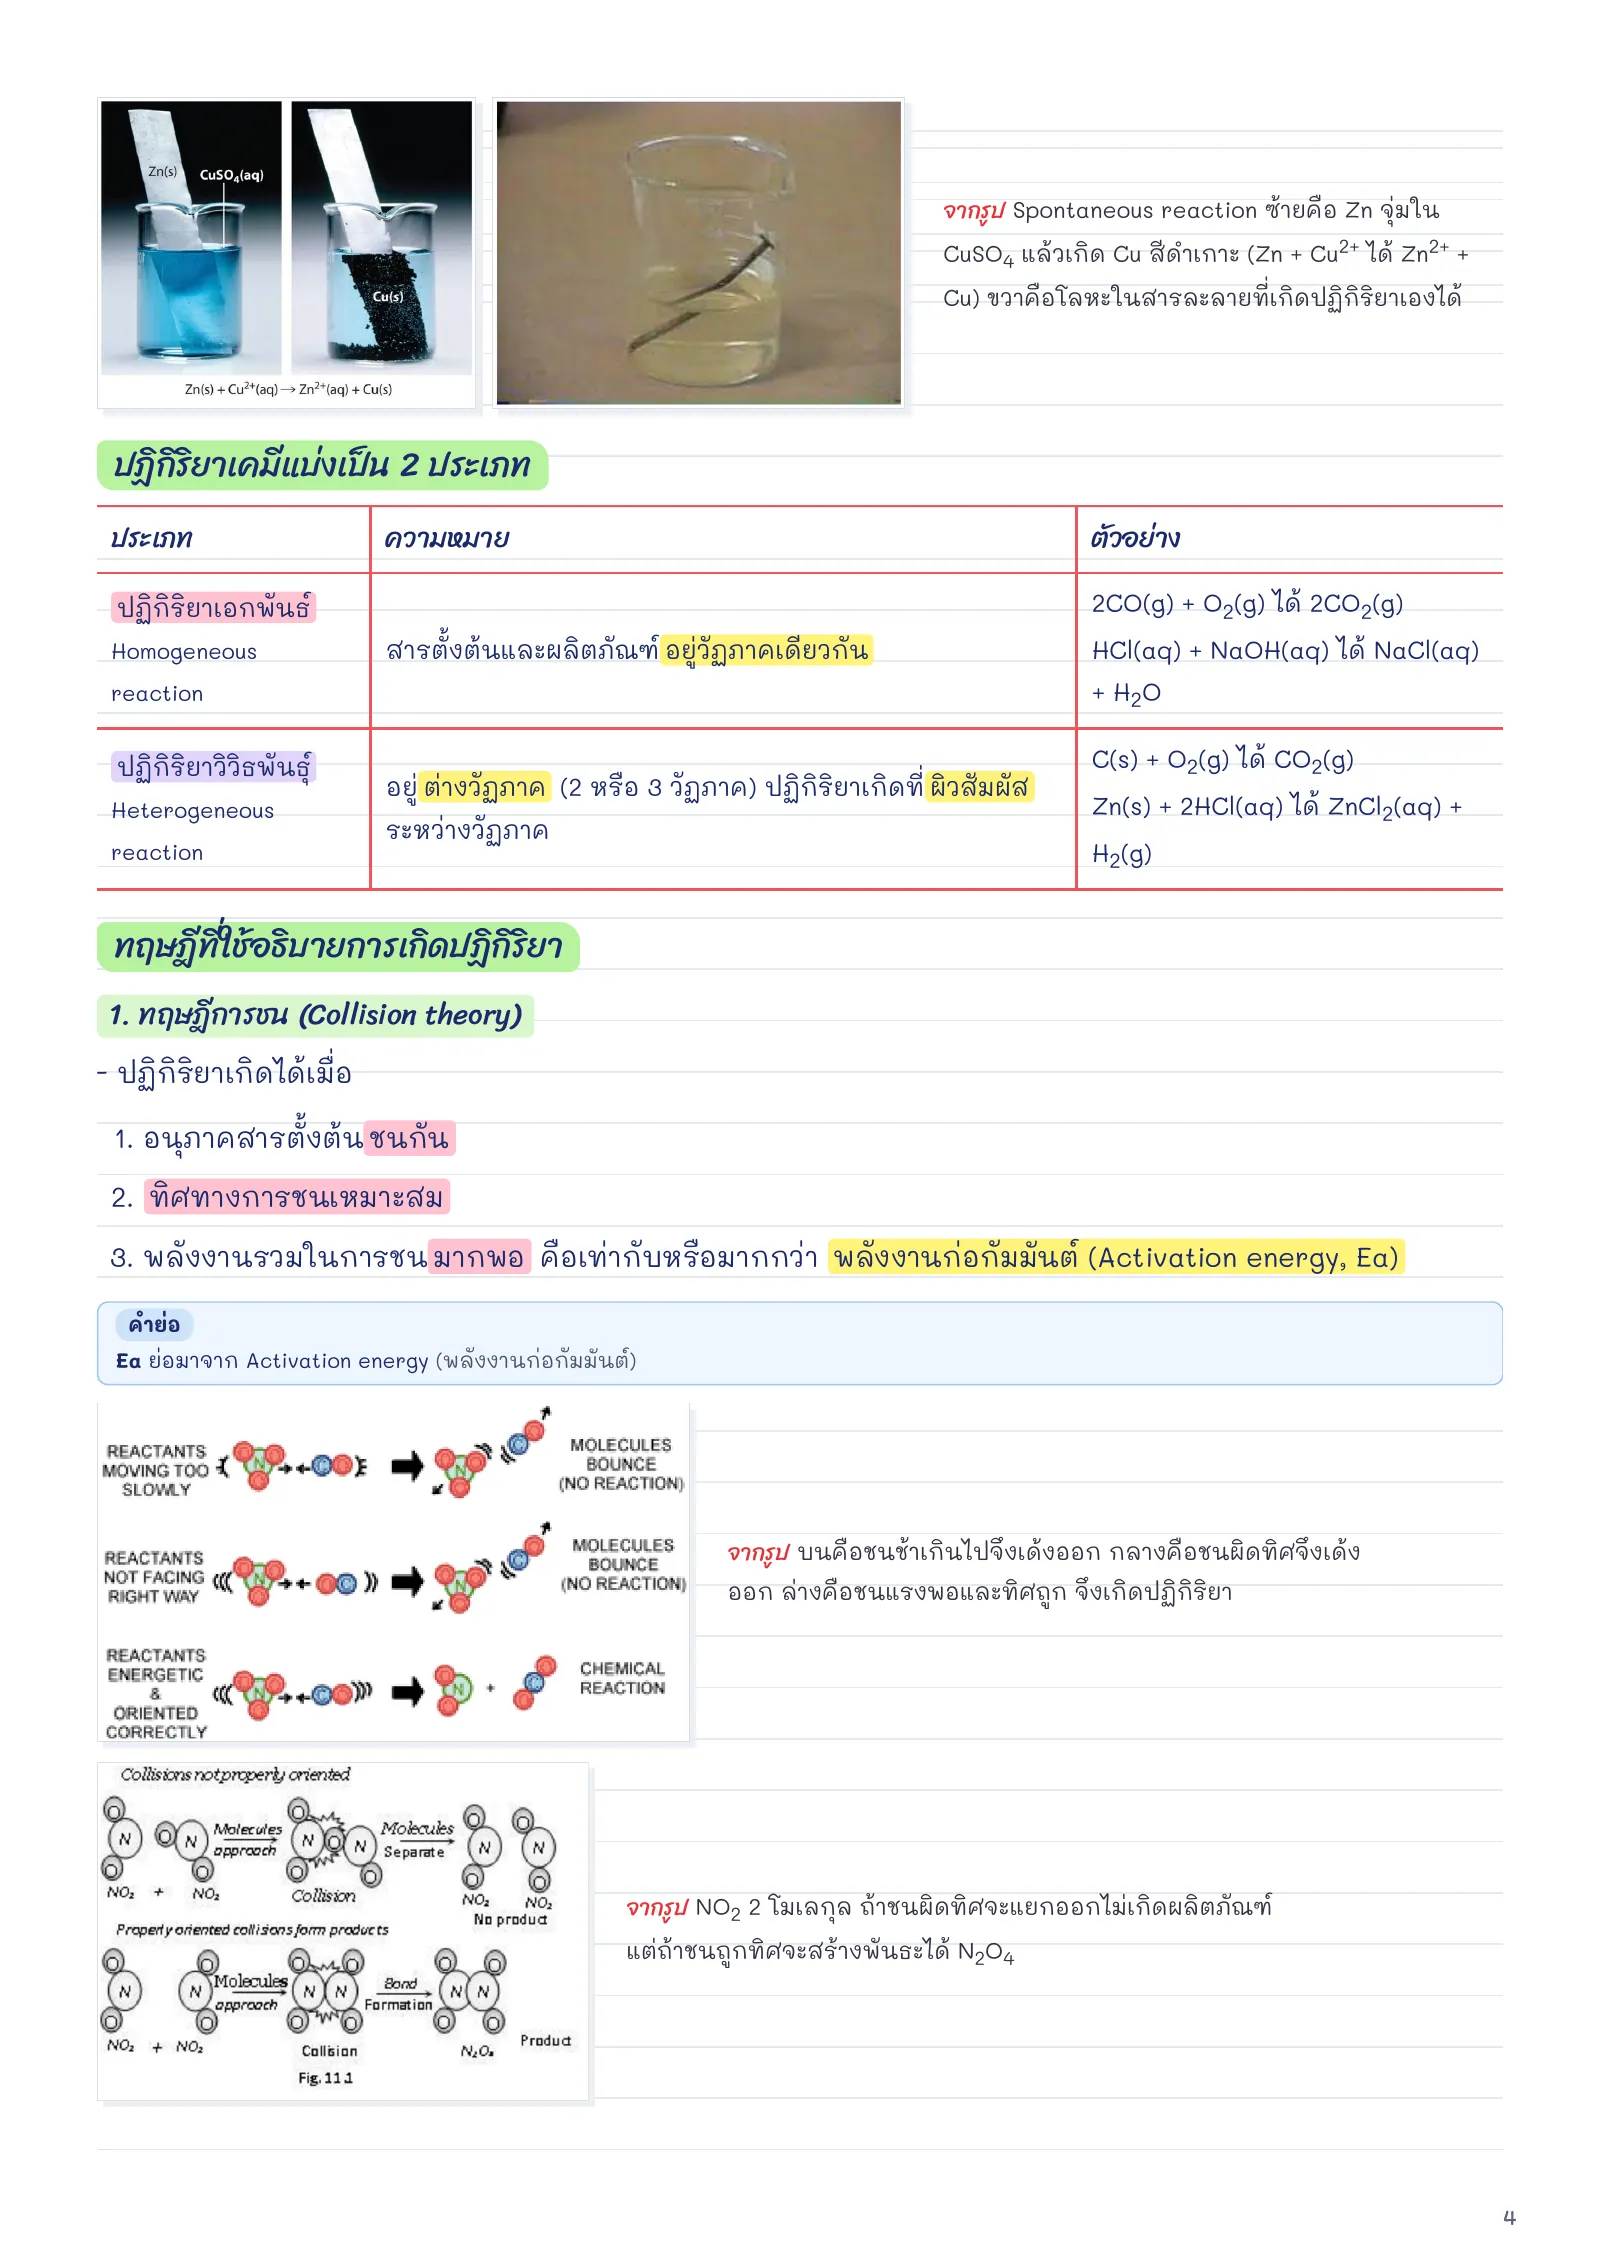 Zn(s)
CuSO₄(aq)
Cu(s)
Zn(s) + Cu²⁺(aq) → Zn²⁺(aq) + Cu(s)
จากรูป Spontaneous reaction ซ้ายคือ Zn จุ่มใน
CuSO₄ แล้วเกิด Cu สีดำเกาะ (Zn + Cu²⁺ ได้ Zn²⁺ +
Cu) ขวาคือโลหะในสารละลายที่เกิดปฏิกิริยาเองได้
ปฏิกิริยาเคมีแบ่งเป็น 2 ประเภท
ประเภท
ความหมาย
ตัวอย่าง
ปฏิกิริยาเอกพันธ์
Homogeneous
reaction
สารตั้งต้นและผลิตภัณฑ์อยู่วัฏภาคเดียวกัน
2CO(g) + O₂(g) ได้ 2CO₂(g)
HCl(aq) + NaOH(aq) ได้ NaCl(aq)
+ H₂O
ปฏิกิริยาวิวิธพันธุ์
Heterogeneous
reaction
อยู่ต่างวัฏภาค (2 หรือ 3 วัฏภาค) ปฏิกิริยาเกิดที่ผิวสัมผัส
ระหว่างวัฏภาค
C(s) + O₂(g) ได้ CO₂(g)
Zn(s) + 2HCl(aq) ได้ ZnCl₂(aq) +
H₂(g)
ทฤษฎีที่ใช้อธิบายการเกิดปฏิกิริยา
1. ทฤษฎีการชน (Collision theory)
- ปฏิกิริยาเกิดได้เมื่อ
1. อนุภาคสารตั้งต้นชนกัน
2. ทิศทางการชนเหมาะสม
3. พลังงานรวมในการชนมากพอ คือเท่ากับหรือมากกว่า พลังงานก่อกัมมันต์ (Activation energy, Ea)
คำย่อ
Ea ย่อมาจาก Activation energy (พลังงานก่อกัมมันต์)
REACTANTS
MOVING TOO
SLOWLY
MOLECULES
BOUNCE
(NO REACTION)
REACTANTS
NOT FACING
RIGHT WAY
MOLECULES
BOUNCE
(NO REACTION)
REACTANTS
ENERGETIC
&
ORIENTED
CORRECTLY
+
CHEMICAL
REACTION
จากรูป บนคือชนช้าเกินไปจึงเด้งออก กลางคือชนผิดทิศจึงเด้ง
ออก ล่างคือชนแรงพอและทิศถูก จึงเกิดปฏิกิริยา
Collisions not properly oriented
Molecules
approach
Molecules
Separate
NO₂ + NO₂
Collision
NO₂ NO₂
No product
Properly oriented collisions form products
Molecules
approach
Bond
Formation
NO₂ + NO₂
Collision
Product
Fig. 11.1
จากรูป NO₂ 2 โมเลกุล ถ้าชนผิดทิศจะแยกออกไม่เกิดผลิตภัณฑ์
แต่ถ้าชนถูกทิศจะสร้างพันธะได้ N₂O₄
4